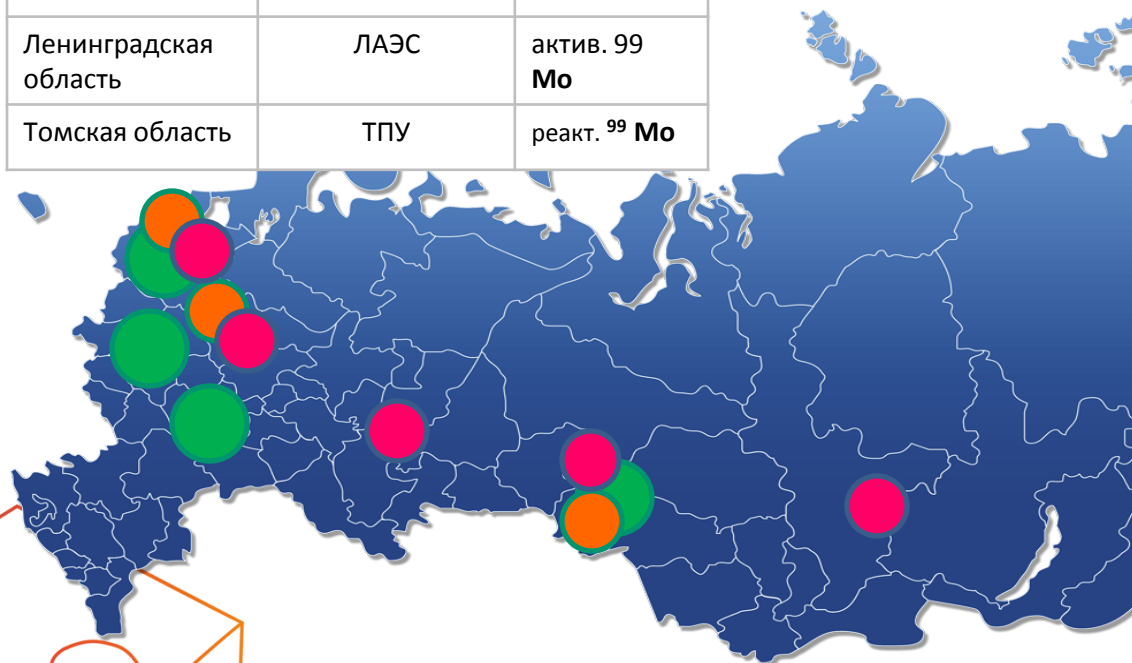 Ленинградская
область
ЛАЭС
актив. 99
Мо
Томская область
ТПУ
реакт. ⁹⁹ Мо